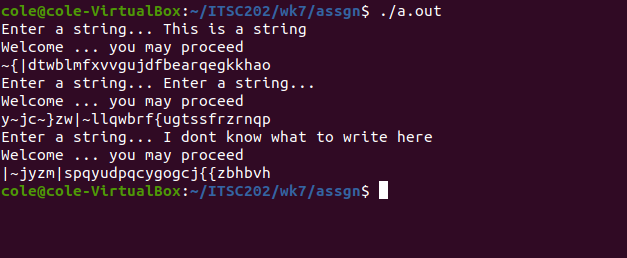 cole@cole-VirtualBox:~/ITSC202/wk7/assgn$ ./a.out
Enter a string... This is a string
Welcome ... you may proceed
~{|dtwblmfxvvgujdfbearqegkkhao
Enter a string... Enter a string...
Welcome ... you may proceed
y~jc~}zw|~llqwbrf{ugtssfrzrnqp
Enter a string... I dont know what to write here
Welcome ... you may proceed
|~jyzm|spqyudpqcygogcj{{zbhbvh
cole@cole-VirtualBox:~/ITSC202/wk7/assgn$